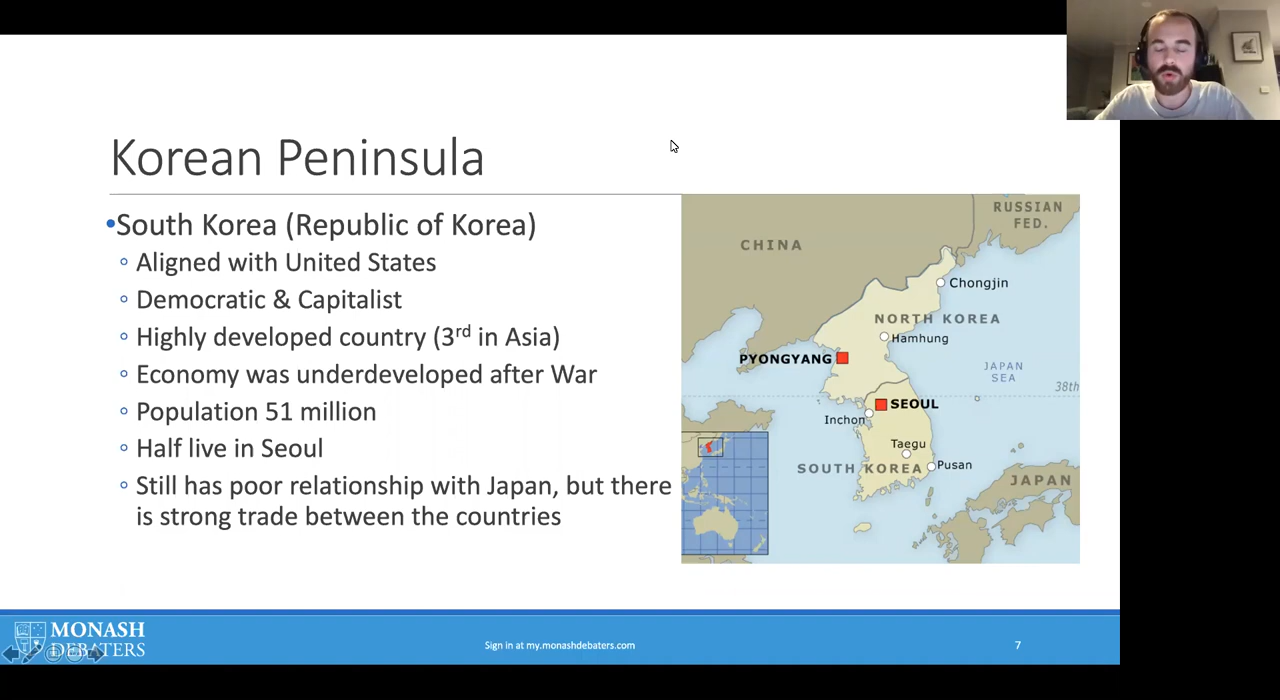 Korean Peninsula
•South Korea (Republic of Korea)
◦ Aligned with United States
◦ Democratic & Capitalist
◦ Highly developed country (3rd in Asia)
◦ Economy was underdeveloped after War
◦ Population 51 million
◦ Half live in Seoul
◦ Still has poor relationship with Japan, but there
is strong trade between the countries
RUSSIAN
FED.
CHINA
Chongjin
NORTH KOREA
Hamhung
PYONGYANG
JAPAN
SEA
38th
SEOUL
Inchon
Taegu
SOUTH KOREA
Pusan
JAPAN
MONASH
DEBATERS
Sign in at my.monashdebaters.com
7